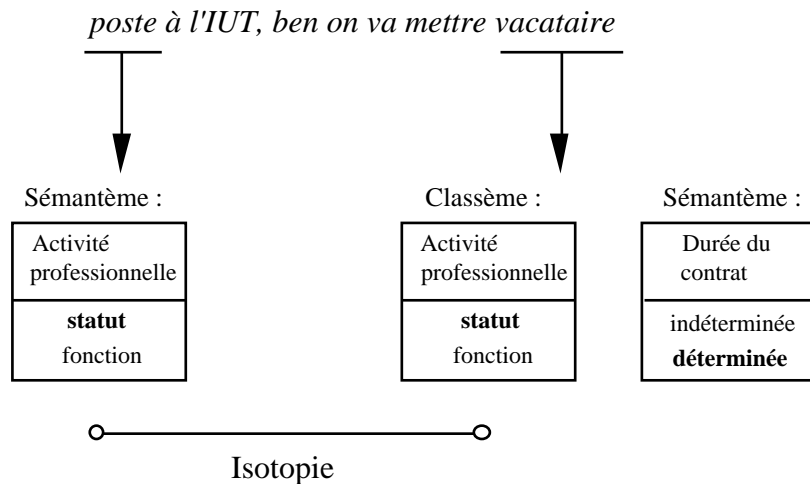 poste à l'IUT, ben on va mettre vacataire
Sémantème :
Classème :
Sémantème :
Activité
professionnelle
statut
fonction
Activité
professionnelle
statut
fonction
Durée du
contrat
indéterminée
déterminée
Isotopie